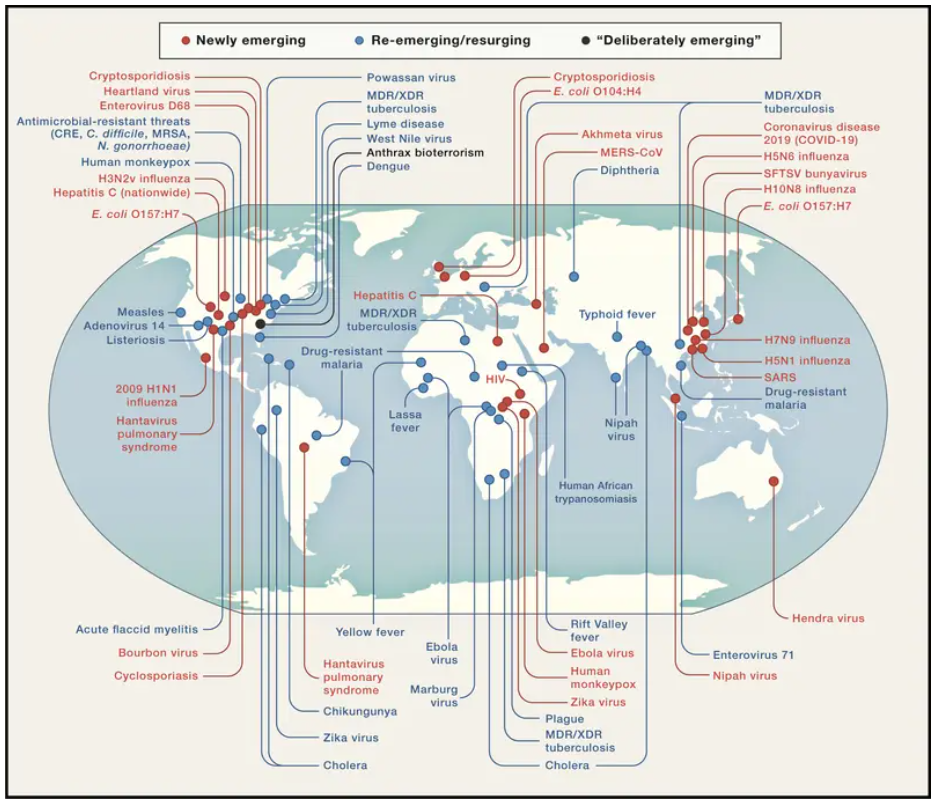 Newly emerging
Re-emerging/resurging
“Deliberately emerging”
Cryptosporidiosis
Heartland virus
Enterovirus D68
Antimicrobial-resistant threats
(CRE, C. difficile, MRSA,
N. gonorrhoeae)
Human monkeypox
H3N2v influenza
Hepatitis C (nationwide)
E. coli O157:H7
Powassan virus
MDR/XDR
tuberculosis
Lyme disease
West Nile virus
Anthrax bioterrorism
Dengue
Cryptosporidiosis
E. coli O104:H4
Akhmeta virus
MERS-CoV
Diphtheria
MDR/XDR
tuberculosis
Coronavirus disease
2019 (COVID-19)
H5N6 influenza
SFTSV bunyavirus
H10N8 influenza
E. coli O157:H7
Measles
Adenovirus 14
Listeriosis
2009 H1N1
influenza
Hantavirus
pulmonary
syndrome
Hepatitis C
MDR/XDR
tuberculosis
Drug-resistant
malaria
HIV
Lassa
fever
Typhoid fever
Nipah
virus
Human African
trypanosomiasis
H7N9 influenza
H5N1 influenza
SARS
Drug-resistant
malaria
Acute flaccid myelitis
Bourbon virus
Cyclosporiasis
Yellow fever
Hantavirus
pulmonary
syndrome
Chikungunya
Zika virus
Cholera
Ebola
virus
Marburg
virus
Rift Valley
fever
Ebola virus
Human
monkeypox
Zika virus
Plague
MDR/XDR
tuberculosis
Cholera
Hendra virus
Enterovirus 71
Nipah virus